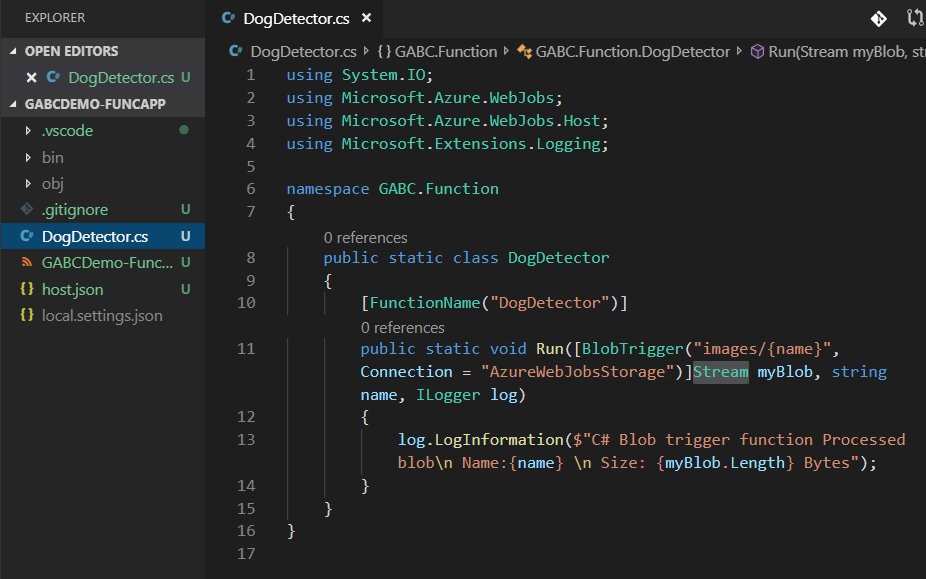 EXPLORER
OPEN EDITORS
DogDetector.cs U
GABCDEMO-FUNCAPP
.vscode
bin
obj
.gitignore U
DogDetector.cs U
GABCDemo-Func... U
host.json U
local.settings.json
DogDetector.cs
DogDetector.cs {} GABC.Function GABC.Function.DogDetector Run(Stream myBlob, str
1 using System.IO;
2 using Microsoft.Azure.WebJobs;
3 using Microsoft.Azure.WebJobs.Host;
4 using Microsoft.Extensions.Logging;
5
6 namespace GABC.Function
7 {
0 references
8 public static class DogDetector
9 {
10 [FunctionName("DogDetector")]
0 references
11 public static void Run([BlobTrigger("images/{name}",
Connection = "AzureWebJobsStorage")]Stream myBlob, string
name, ILogger log)
12 {
13 log.LogInformation($"C# Blob trigger function Processed
blob\n Name:{name} \n Size: {myBlob.Length} Bytes");
14 }
15 }
16 }
17